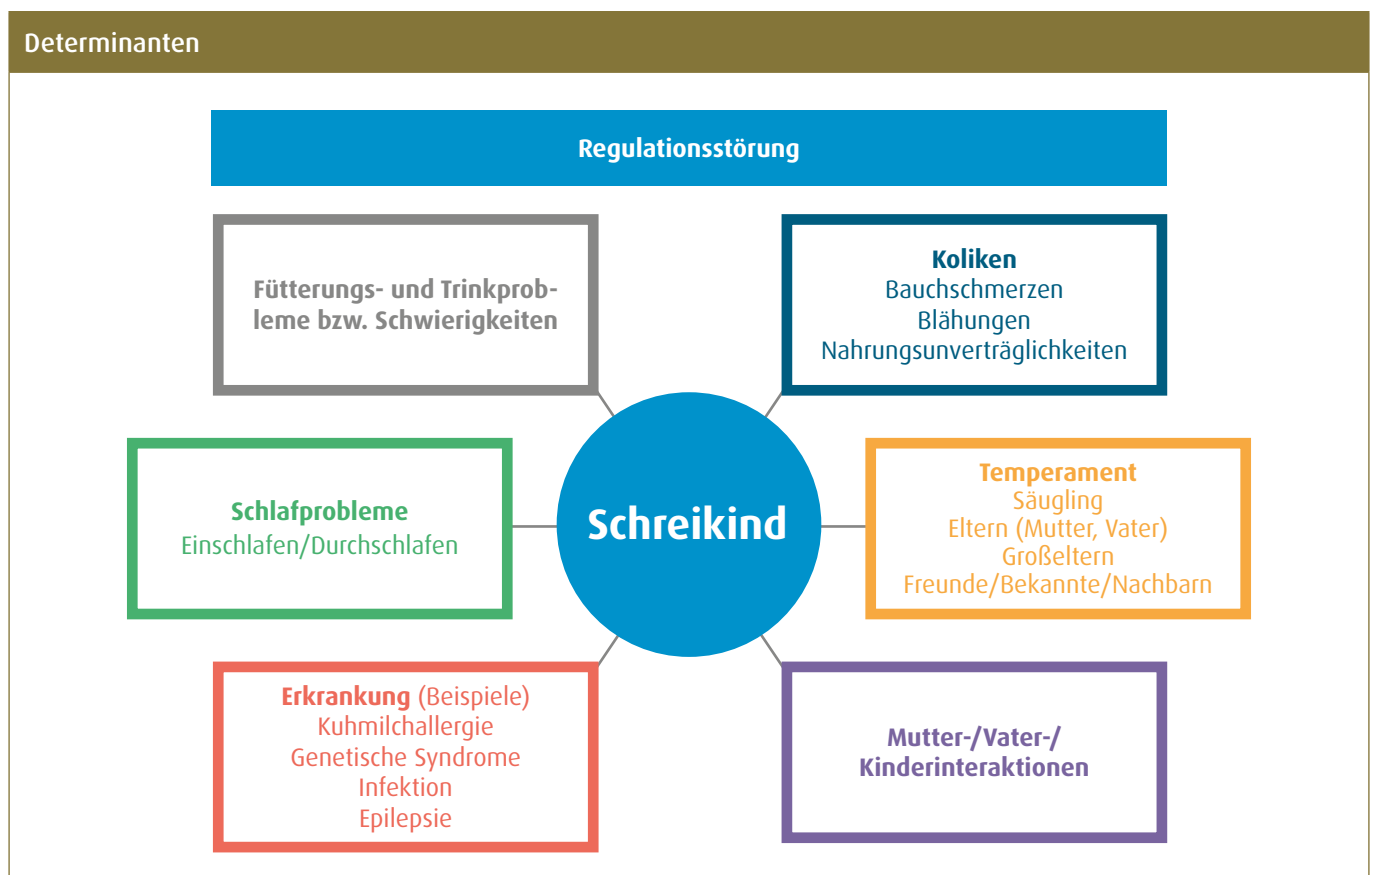 Determinanten
Regulationsstörung
Fütterungs- und Trinkprob-
leme bzw. Schwierigkeiten
Koliken
Bauchschmerzen
Blähungen
Nahrungsunverträglichkeiten
Schlafprobleme
Einschlafen/Durchschlafen
Schreikind
Temperament
Säugling
Eltern (Mutter, Vater)
Großeltern
Freunde/Bekannte/Nachbarn
Erkrankung (Beispiele)
Kuhmilchallergie
Genetische Syndrome
Infektion
Epilepsie
Mutter-/Vater-/
Kinderinteraktionen